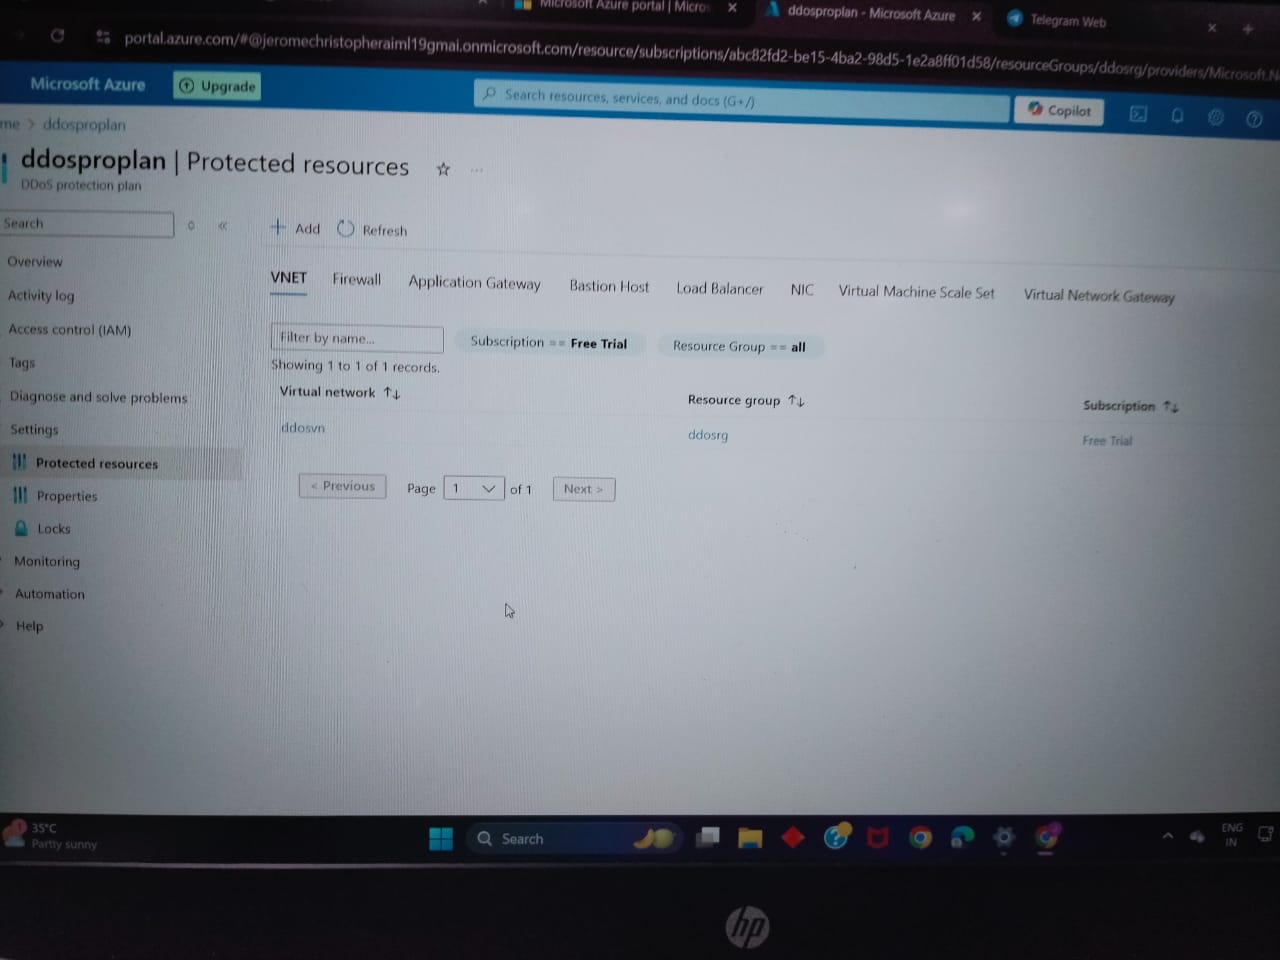 Microsoft Azure portal | Micro
ddosproplan - Microsoft Azure
Telegram Web
portal.azure.com/#@jeromechristopheraiml19gmai.onmicrosoft.com/resource/subscriptions/abc82fd2-be15-4ba2-98d5-1e2a8ff01d58/resourceGroups/ddosrg/providers/Microsoft.N
Microsoft Azure
Upgrade
Search resources, services, and docs (G+/)
Copilot
me > ddosproplan
ddosproplan | Protected resources
DDoS protection plan
Search
+ Add
Refresh
Overview
Activity log
Access control (IAM)
Tags
Diagnose and solve problems
Settings
Protected resources
Properties
Locks
Monitoring
Automation
Help
VNET Firewall Application Gateway Bastion Host Load Balancer NIC Virtual Machine Scale Set Virtual Network Gateway
Filter by name...
Subscription == Free Trial
Resource Group == all
Showing 1 to 1 of 1 records.
Virtual network ↑↓ Resource group ↑↓ Subscription ↑↓
ddosvn ddosrg Free Trial
< Previous Page 1 of 1 Next >
35°C
Partly sunny
Search
ENG
IN
hp